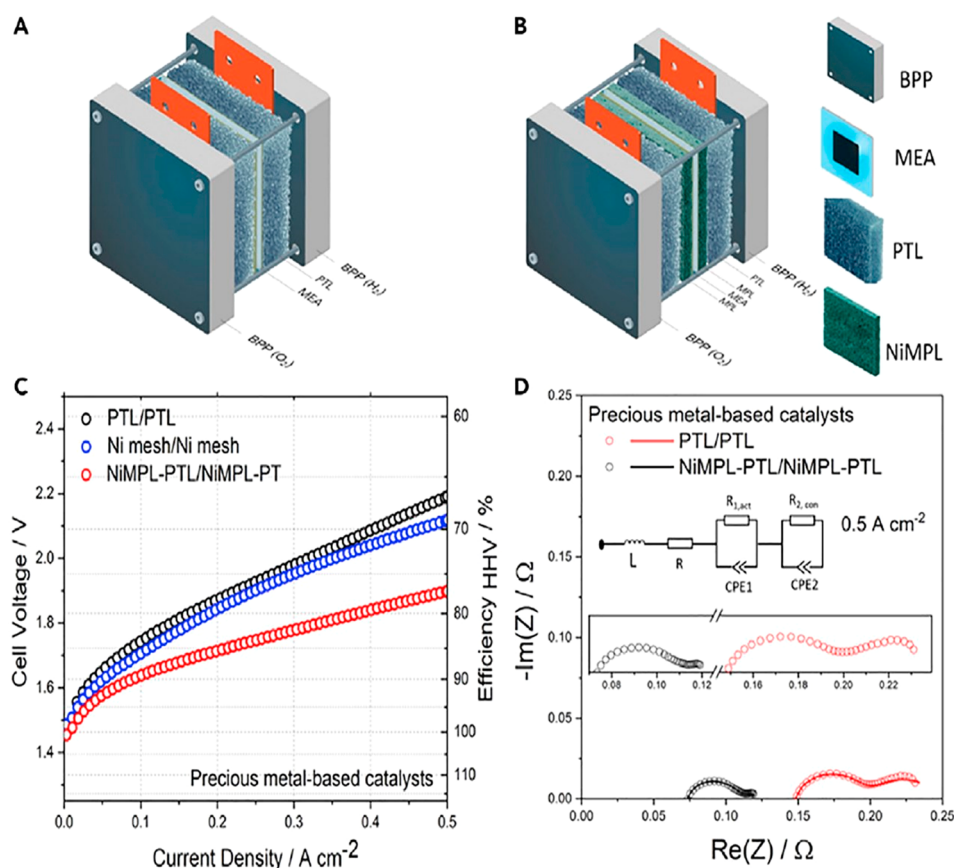 A
PTL
MEA
BPP (H₂)
BPP (O₂)
B
PTL
MPL
MEA
MPL
BPP (H₂)
BPP (O₂)
BPP
MEA
PTL
NiMPL
C
PTL/PTL
Ni mesh/Ni mesh
NiMPL-PTL/NiMPL-PT
Precious metal-based catalysts
Cell Voltage / V
2.4
2.2
2.0
1.8
1.6
1.4
Efficiency HHV / %
60
69
78
90
100
110
0.0 0.1 0.2 0.3 0.4 0.5
Current Density / A cm⁻²
D
Precious metal-based catalysts
PTL/PTL
NiMPL-PTL/NiMPL-PTL
R1,act R2, con
0.5 A cm⁻²
L R CPE1 CPE2
0.08 0.10 0.12 0.16 0.18 0.20 0.22
-Im(Z) / Ω
0.25
0.20
0.15
0.10
0.05
0.00
0.00 0.05 0.10 0.15 0.20 0.25
Re(Z) / Ω